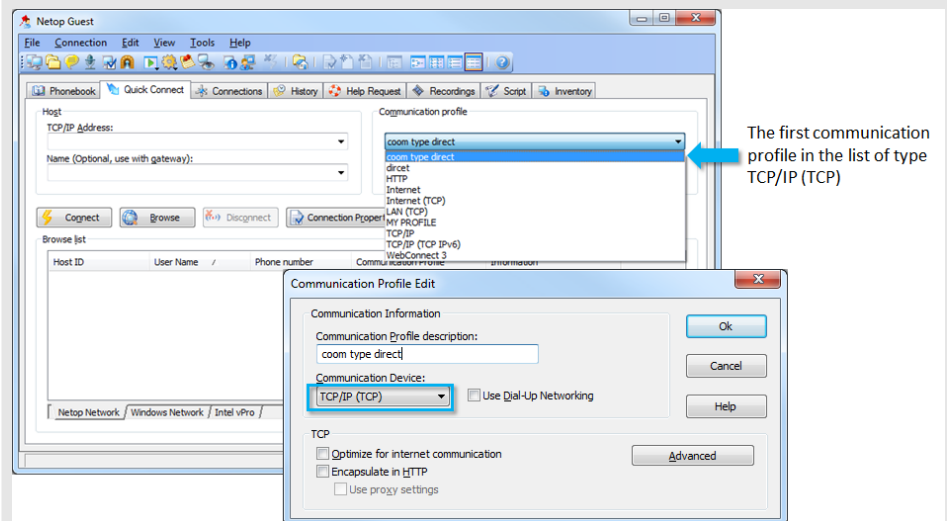 Netop Guest
File Connection Edit View Tools Help
Phonebook Quick Connect Connections History Help Request Recordings Script Inventory
Host
TCP/IP Address:
Name (Optional, use with gateway):
Communication profile
coom type direct
coom type direct
dircet
HTTP
Internet
Internet (TCP)
LAN (TCP)
MY PROFILE
TCP/IP
TCP/IP (TCP IPv6)
WebConnect 3
The first communication
profile in the list of type
TCP/IP (TCP)
Connect Browse Disconnect Connection Propert
Browse list
Host ID User Name / Phone number Communication Profile Information
Netop Network / Windows Network / Intel vPro /
Communication Profile Edit
Communication Information
Communication Profile description:
coom type direct
Communication Device:
TCP/IP (TCP) Use Dial-Up Networking
Ok
Cancel
Help
TCP
Optimize for internet communication
Encapsulate in HTTP
Use proxy settings
Advanced